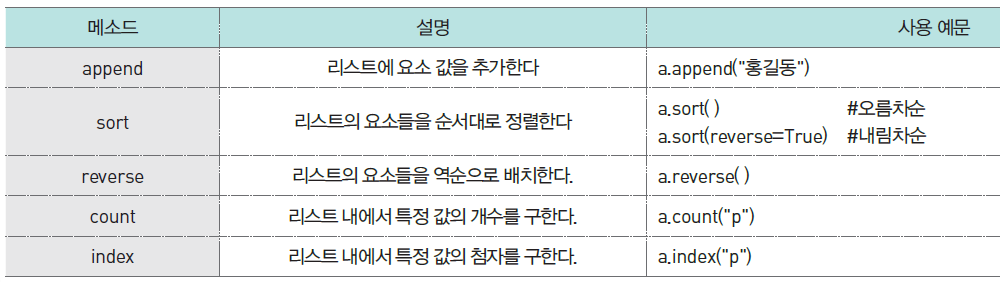 메소드 설명 사용 예문
append 리스트에 요소 값을 추가한다 a.append("홍길동")
sort 리스트의 요소들을 순서대로 정렬한다 a.sort( ) #오름차순
a.sort(reverse=True) #내림차순
reverse 리스트의 요소들을 역순으로 배치한다. a.reverse( )
count 리스트 내에서 특정 값의 개수를 구한다. a.count("p")
index 리스트 내에서 특정 값의 첨자를 구한다. a.index("p")